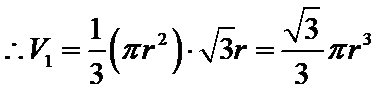 ∴V₁ = 1/3(πr²)·√3r = √3/3 πr³